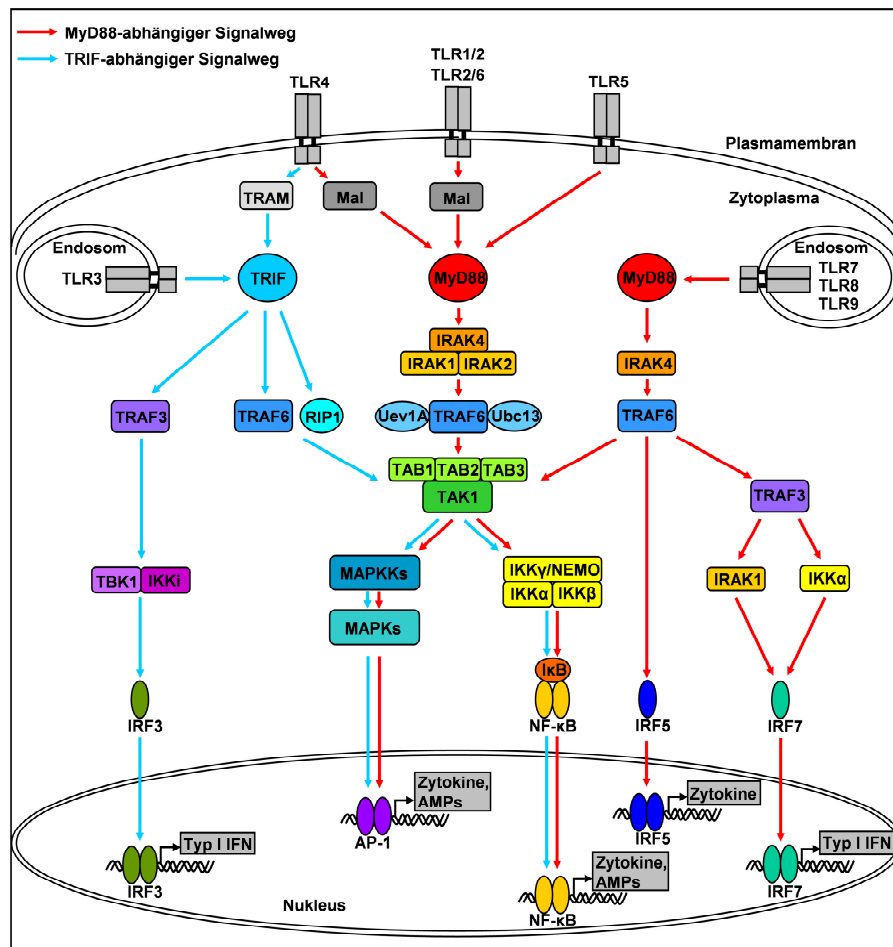 MyD88-abhängiger Signalweg
TRIF-abhängiger Signalweg
TLR4
TLR1/2
TLR2/6
TLR5
Plasmamembran
Zytoplasma
TRAM
Mal
Mal
Endosom
TLR3
TRIF
MyD88
MyD88
Endosom
TLR7
TLR8
TLR9
IRAK4
IRAK1
IRAK2
IRAK4
TRAF3
TRAF6
RIP1
Uev1A
TRAF6
Ubc13
TRAF6
TAB1
TAB2
TAB3
TAK1
TRAF3
TBK1
IKKi
MAPKKs
IKKγ/NEMO
IKKα
IKKβ
IRAK1
IKKα
MAPKs
IκB
IRF3
NF-κB
IRF5
IRF7
Zytokine,
AMPs
AP-1
Zytokine
IRF5
Typ I IFN
IRF3
Zytokine,
AMPs
NF-κB
Typ I IFN
IRF7
Nukleus